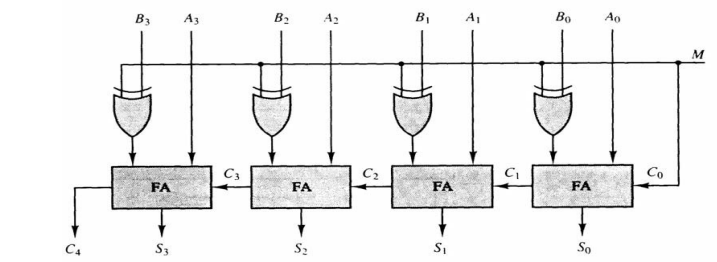 B₃ A₃ B₂ A₂ B₁ A₁ B₀ A₀
M
C₃ C₂ C₁ C₀
FA FA FA FA
C₄ S₃ S₂ S₁ S₀